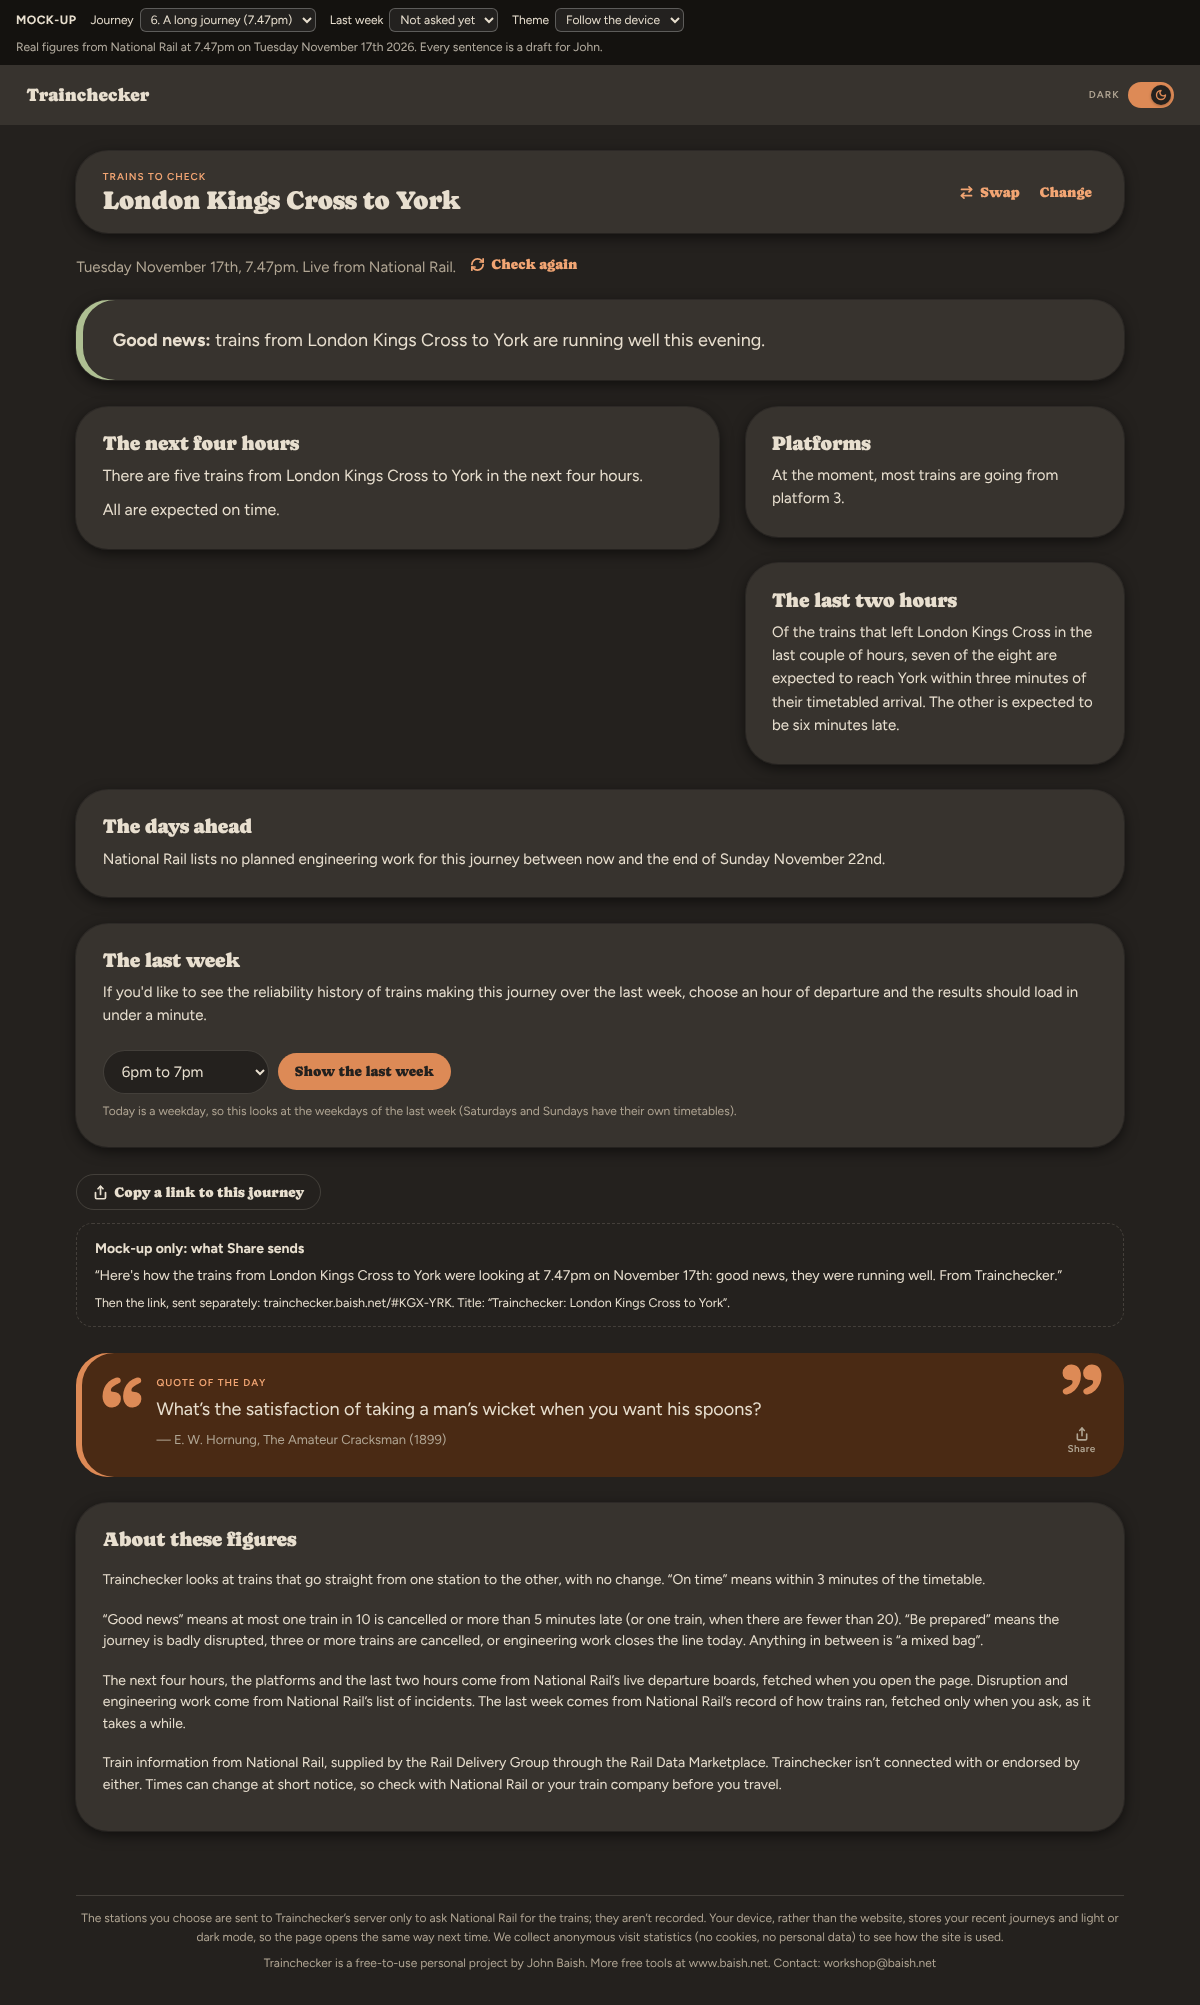 MOCK-UP Journey 6. A long journey (7.47pm) Last week Not asked yet Theme Follow the device
Real figures from National Rail at 7.47pm on Tuesday November 17th 2026. Every sentence is a draft for John.
Trainchecker
DARK
TRAINS TO CHECK
London Kings Cross to York
Swap Change
Tuesday November 17th, 7.47pm. Live from National Rail. Check again
Good news: trains from London Kings Cross to York are running well this evening.
The next four hours
There are five trains from London Kings Cross to York in the next four hours.
All are expected on time.
Platforms
At the moment, most trains are going from
platform 3.
The last two hours
Of the trains that left London Kings Cross in the
last couple of hours, seven of the eight are
expected to reach York within three minutes of
their timetabled arrival. The other is expected to
be six minutes late.
The days ahead
National Rail lists no planned engineering work for this journey between now and the end of Sunday November 22nd.
The last week
If you'd like to see the reliability history of trains making this journey over the last week, choose an hour of departure and the results should load in
under a minute.
6pm to 7pm Show the last week
Today is a weekday, so this looks at the weekdays of the last week (Saturdays and Sundays have their own timetables).
Copy a link to this journey
Mock-up only: what Share sends
“Here's how the trains from London Kings Cross to York were looking at 7.47pm on November 17th: good news, they were running well. From Trainchecker.”
Then the link, sent separately: trainchecker.baish.net/#KGX-YRK. Title: “Trainchecker: London Kings Cross to York”.
“ QUOTE OF THE DAY ”
What’s the satisfaction of taking a man’s wicket when you want his spoons?
— E. W. Hornung, The Amateur Cracksman (1899)
Share
About these figures
Trainchecker looks at trains that go straight from one station to the other, with no change. “On time” means within 3 minutes of the timetable.
“Good news” means at most one train in 10 is cancelled or more than 5 minutes late (or one train, when there are fewer than 20). “Be prepared” means the
journey is badly disrupted, three or more trains are cancelled, or engineering work closes the line today. Anything in between is “a mixed bag”.
The next four hours, the platforms and the last two hours come from National Rail’s live departure boards, fetched when you open the page. Disruption and
engineering work come from National Rail’s list of incidents. The last week comes from National Rail’s record of how trains ran, fetched only when you ask, as it
takes a while.
Train information from National Rail, supplied by the Rail Delivery Group through the Rail Data Marketplace. Trainchecker isn’t connected with or endorsed by
either. Times can change at short notice, so check with National Rail or your train company before you travel.
The stations you choose are sent to Trainchecker’s server only to ask National Rail for the trains; they aren’t recorded. Your device, rather than the website, stores your recent journeys and light or
dark mode, so the page opens the same way next time. We collect anonymous visit statistics (no cookies, no personal data) to see how the site is used.
Trainchecker is a free-to-use personal project by John Baish. More free tools at www.baish.net. Contact: workshop@baish.net